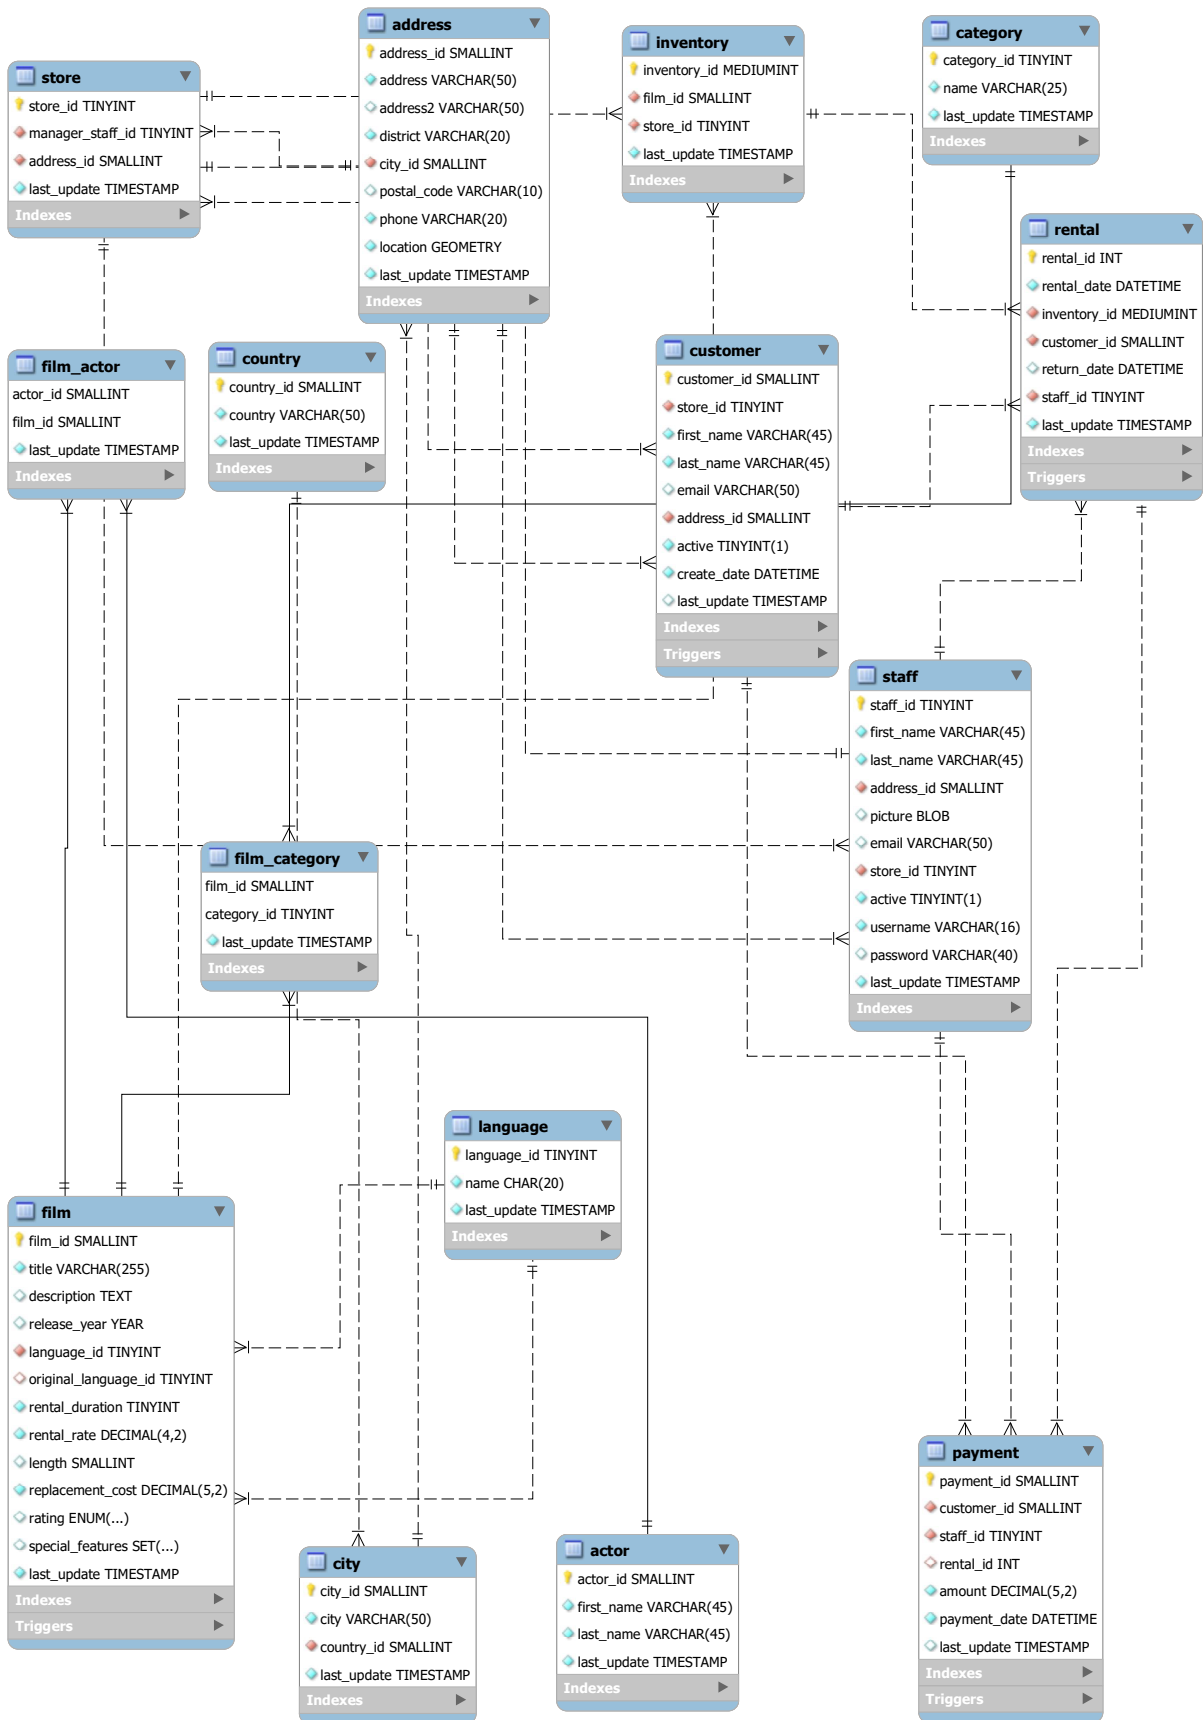 store
store_id TINYINT
manager_staff_id TINYINT
address_id SMALLINT
last_update TIMESTAMP
Indexes
address
address_id SMALLINT
address VARCHAR(50)
address2 VARCHAR(50)
district VARCHAR(20)
city_id SMALLINT
postal_code VARCHAR(10)
phone VARCHAR(20)
location GEOMETRY
last_update TIMESTAMP
Indexes
inventory
inventory_id MEDIUMINT
film_id SMALLINT
store_id TINYINT
last_update TIMESTAMP
Indexes
category
category_id TINYINT
name VARCHAR(25)
last_update TIMESTAMP
Indexes
rental
rental_id INT
rental_date DATETIME
inventory_id MEDIUMINT
customer_id SMALLINT
return_date DATETIME
staff_id TINYINT
last_update TIMESTAMP
Indexes
Triggers
film_actor
actor_id SMALLINT
film_id SMALLINT
last_update TIMESTAMP
Indexes
country
country_id SMALLINT
country VARCHAR(50)
last_update TIMESTAMP
Indexes
customer
customer_id SMALLINT
store_id TINYINT
first_name VARCHAR(45)
last_name VARCHAR(45)
email VARCHAR(50)
address_id SMALLINT
active TINYINT(1)
create_date DATETIME
last_update TIMESTAMP
Indexes
Triggers
staff
staff_id TINYINT
first_name VARCHAR(45)
last_name VARCHAR(45)
address_id SMALLINT
picture BLOB
email VARCHAR(50)
store_id TINYINT
active TINYINT(1)
username VARCHAR(16)
password VARCHAR(40)
last_update TIMESTAMP
Indexes
film_category
film_id SMALLINT
category_id TINYINT
last_update TIMESTAMP
Indexes
language
language_id TINYINT
name CHAR(20)
last_update TIMESTAMP
Indexes
film
film_id SMALLINT
title VARCHAR(255)
description TEXT
release_year YEAR
language_id TINYINT
original_language_id TINYINT
rental_duration TINYINT
rental_rate DECIMAL(4,2)
length SMALLINT
replacement_cost DECIMAL(5,2)
rating ENUM(...)
special_features SET(...)
last_update TIMESTAMP
Indexes
Triggers
city
city_id SMALLINT
city VARCHAR(50)
country_id SMALLINT
last_update TIMESTAMP
Indexes
actor
actor_id SMALLINT
first_name VARCHAR(45)
last_name VARCHAR(45)
last_update TIMESTAMP
Indexes
payment
payment_id SMALLINT
customer_id SMALLINT
staff_id TINYINT
rental_id INT
amount DECIMAL(5,2)
payment_date DATETIME
last_update TIMESTAMP
Indexes
Triggers